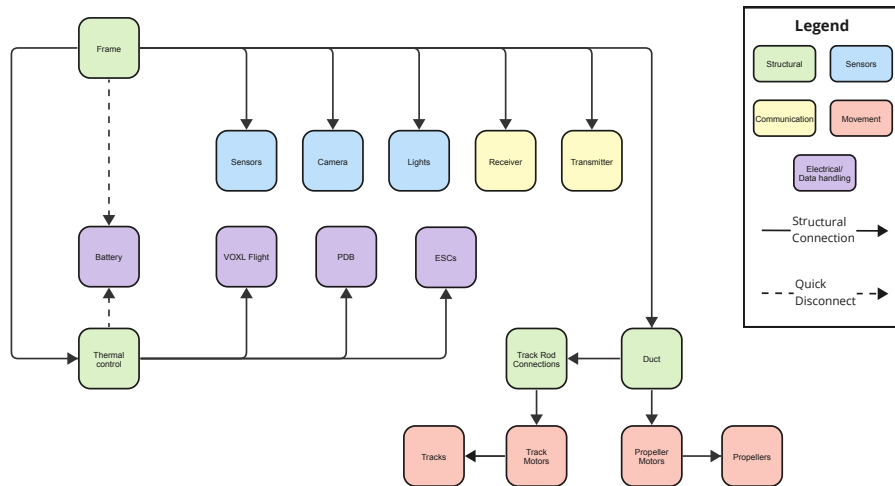 Frame
Legend
Structural
Sensors
Communication
Movement
Electrical/
Data handling
Structural
Connection
Quick
Disconnect
Sensors
Camera
Lights
Receiver
Transmitter
Battery
VOXL Flight
PDB
ESCs
Thermal
control
Track Rod
Connections
Duct
Tracks
Track
Motors
Propeller
Motors
Propellers